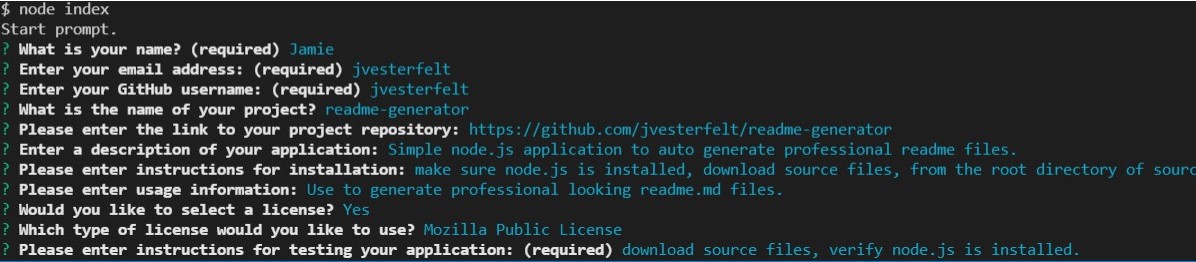 $ node index
Start prompt.
? What is your name? (required) Jamie
? Enter your email address: (required) jvesterfelt
? Enter your GitHub username: (required) jvesterfelt
? What is the name of your project? readme-generator
? Please enter the link to your project repository: https://github.com/jvesterfelt/readme-generator
? Enter a description of your application: Simple node.js application to auto generate professional readme files.
? Please enter instructions for installation: make sure node.js is installed, download source files, from the root directory of sourc
? Please enter usage information: Use to generate professional looking readme.md files.
? Would you like to select a license? Yes
? Which type of license would you like to use? Mozilla Public License
? Please enter instructions for testing your application: (required) download source files, verify node.js is installed.